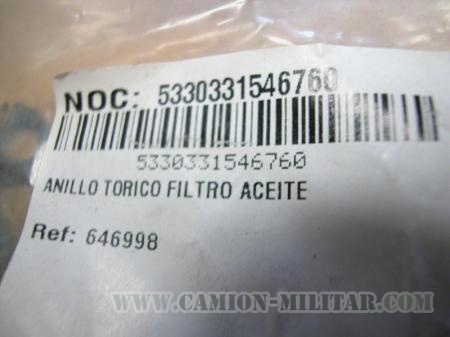 NOC: 5330331546760
5330331546760
ANILLO TORICO FILTRO ACEITE
Ref: 646998
WWW.CAMION-MILITAR.COM